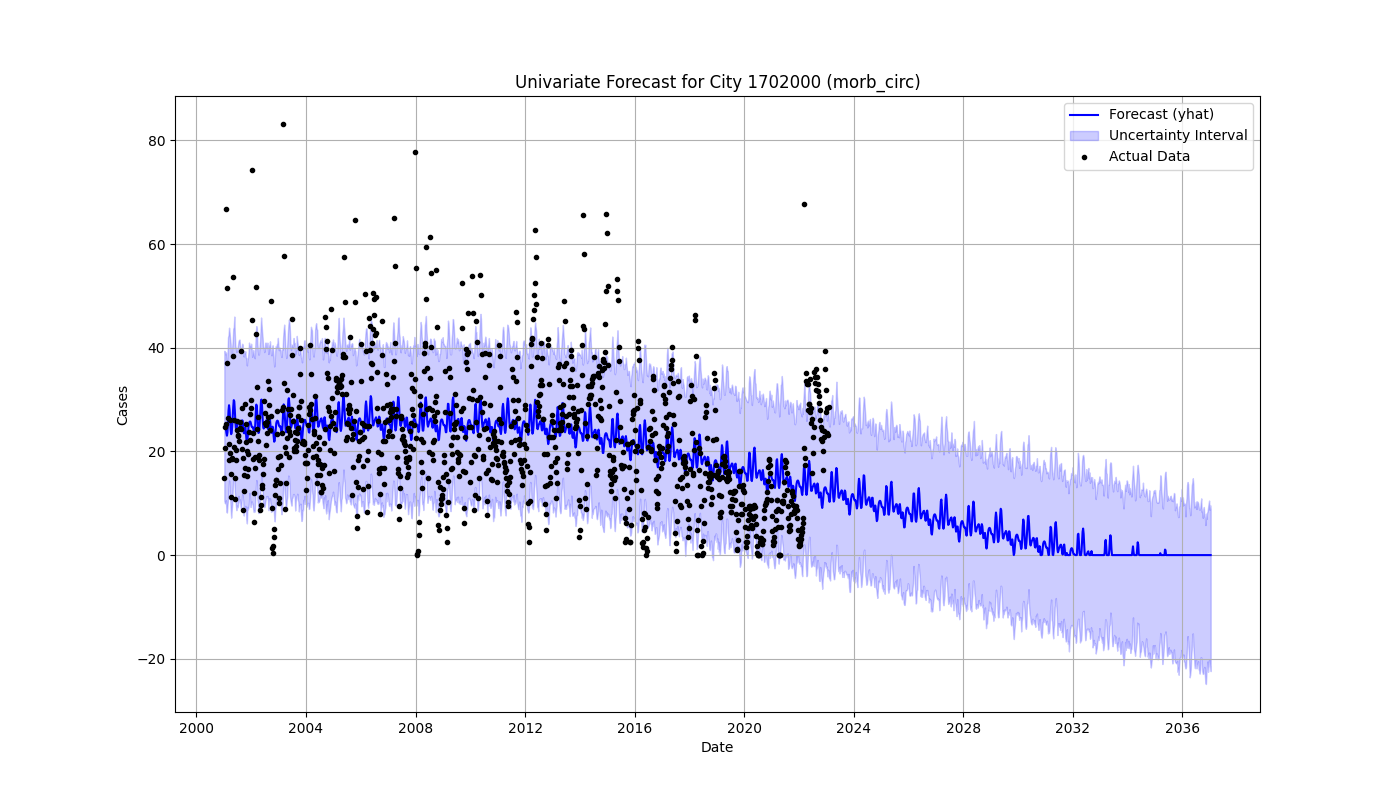 Univariate Forecast for City 1702000 (morb_circ)
Forecast (yhat)
Uncertainty Interval
Actual Data
Cases
80
60
40
20
0
−20
2000 2004 2008 2012 2016 2020 2024 2028 2032 2036
Date